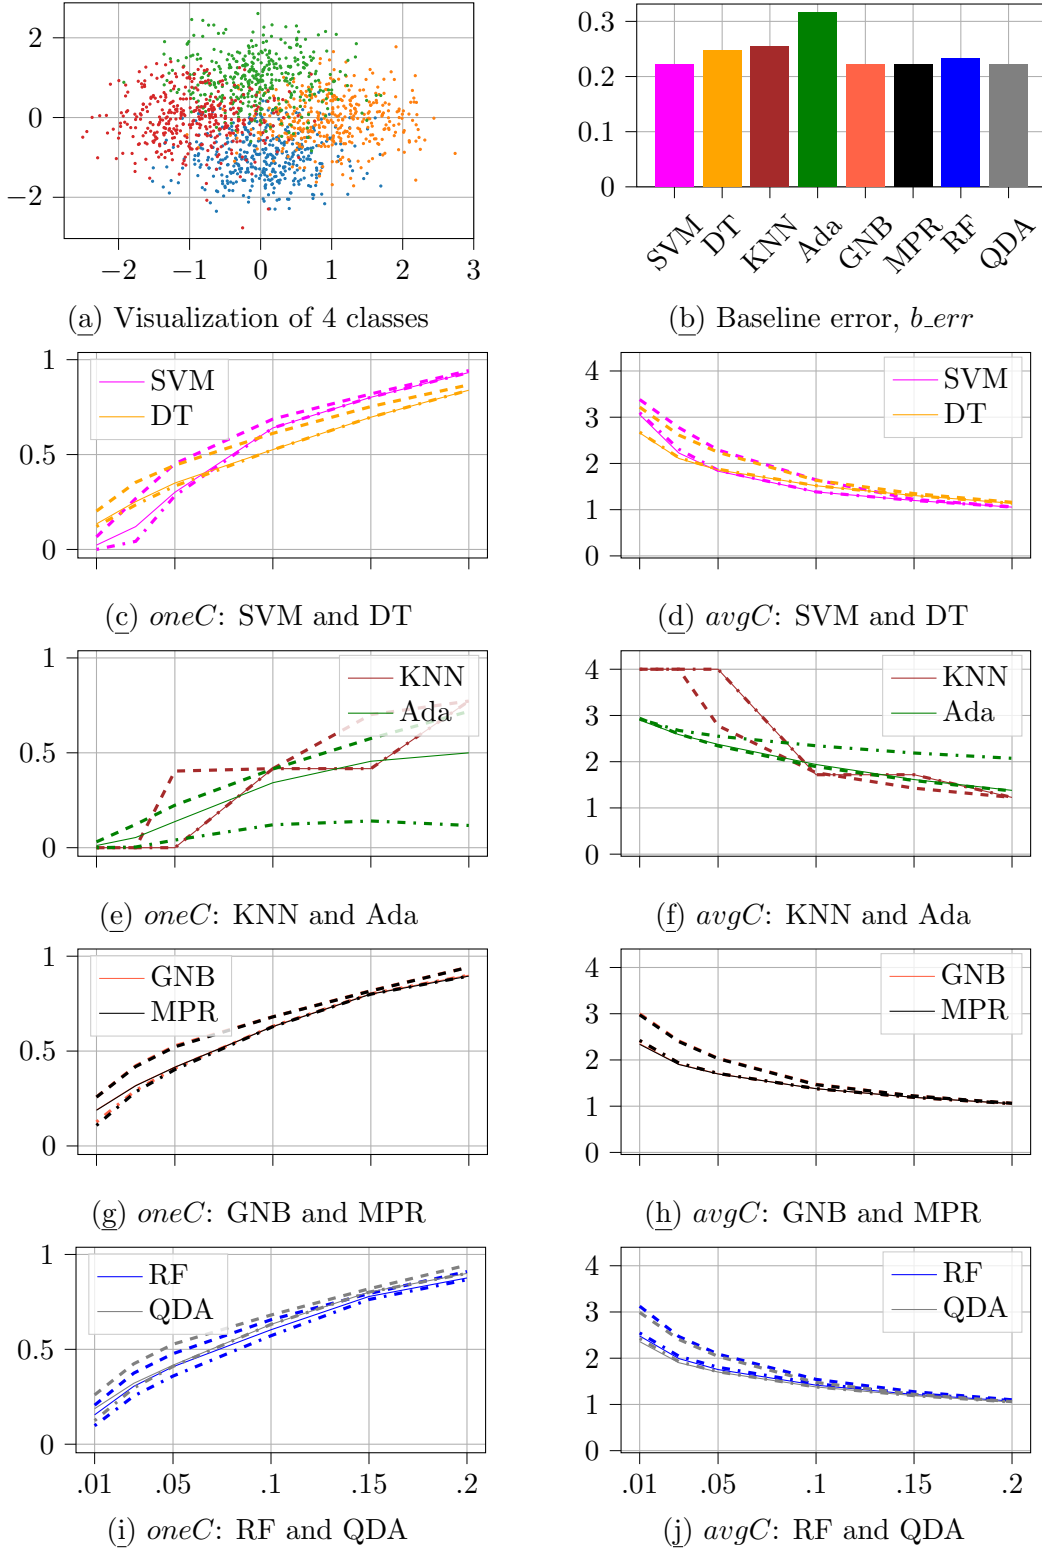 2
0
−2
−2 −1 0 1 2 3
(a) Visualization of 4 classes
0.3
0.2
0.1
0
SVM DT KNN Ada GNB MPR RF QDA
(b) Baseline error, b_err
1
0.5
0
SVM
DT
(c) oneC: SVM and DT
4
3
2
1
0
SVM
DT
(d) avgC: SVM and DT
1
0.5
0
KNN
Ada
(e) oneC: KNN and Ada
4
3
2
1
0
KNN
Ada
(f) avgC: KNN and Ada
1
0.5
0
GNB
MPR
(g) oneC: GNB and MPR
4
3
2
1
0
GNB
MPR
(h) avgC: GNB and MPR
1
0.5
0
RF
QDA
.01 .05 .1 .15 .2
(i) oneC: RF and QDA
4
3
2
1
0
RF
QDA
.01 .05 .1 .15 .2
(j) avgC: RF and QDA